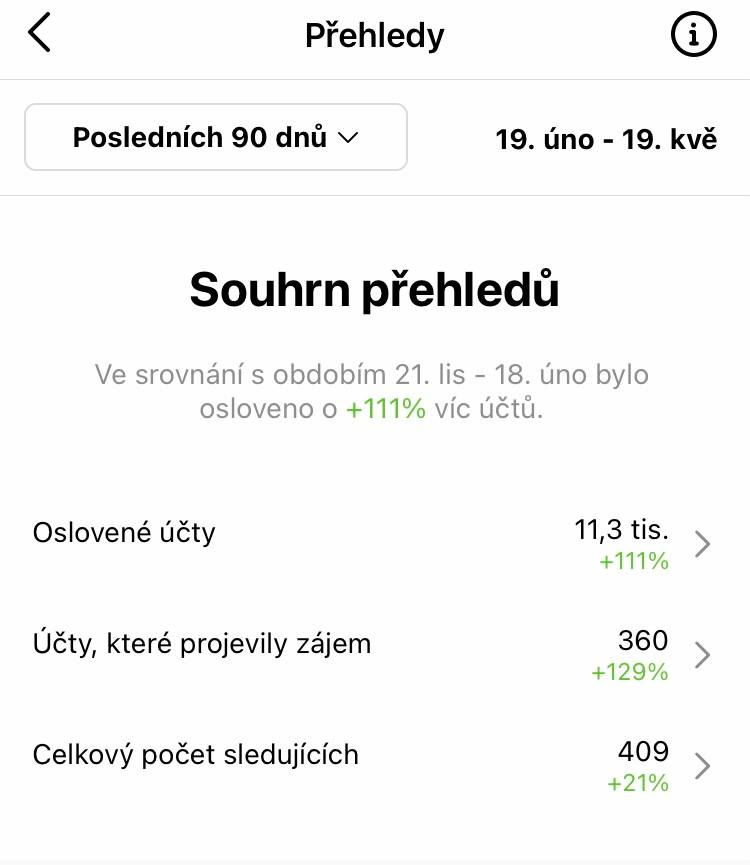 Přehledy
Posledních 90 dnů
19. úno - 19. kvě
Souhrn přehledů
Ve srovnání s obdobím 21. lis - 18. úno bylo
osloveno o +111% víc účtů.
Oslovené účty
11,3 tis.
+111%
Účty, které projevily zájem
360
+129%
Celkový počet sledujících
409
+21%